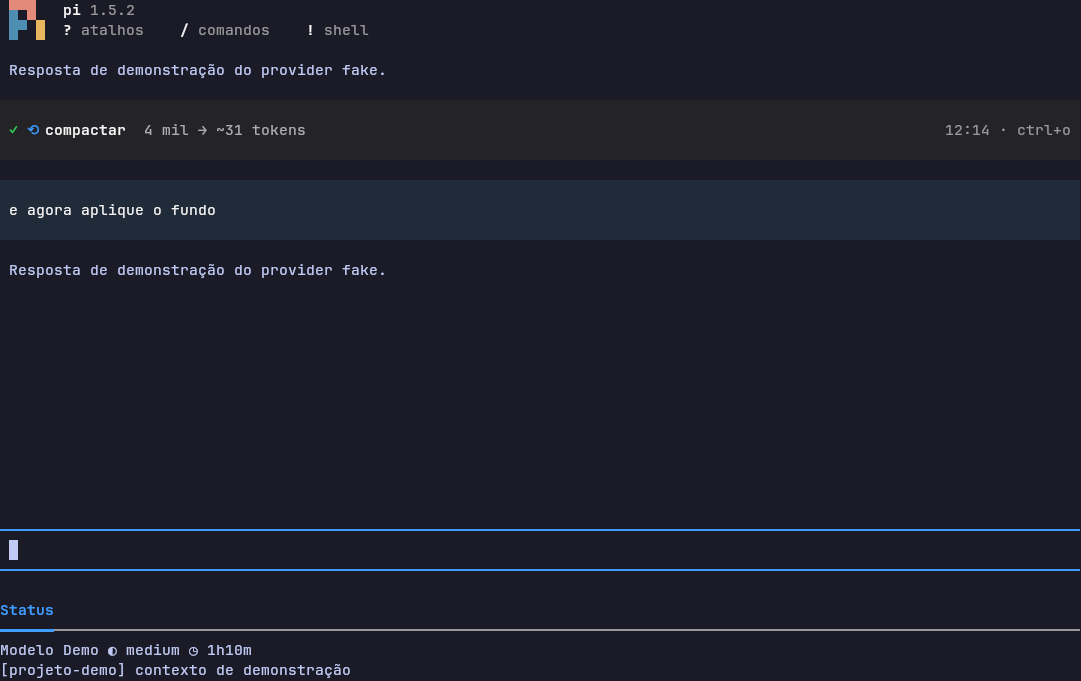 pi 1.5.2
? atalhos / comandos ! shell
Resposta de demonstração do provider fake.
✓ ⟲ compactar 4 mil → ~31 tokens 12:14 · ctrl+o
e agora aplique o fundo
Resposta de demonstração do provider fake.
Status
Modelo Demo ◐ medium ◷ 1h10m
[projeto-demo] contexto de demonstração